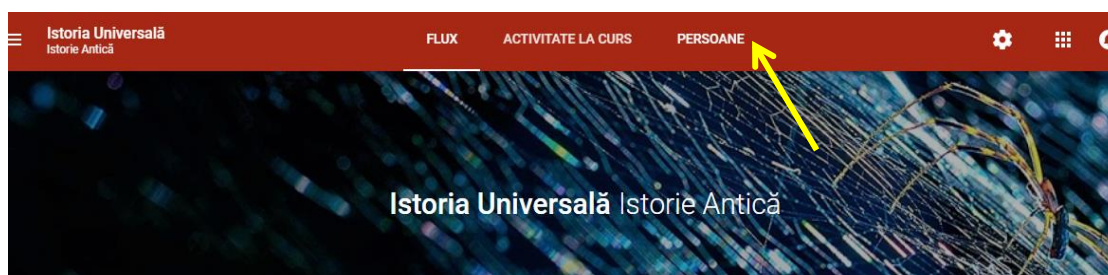 Istoria Universală
Istorie Antică
FLUX ACTIVITATE LA CURS PERSOANE
Istoria Universală Istorie Antică